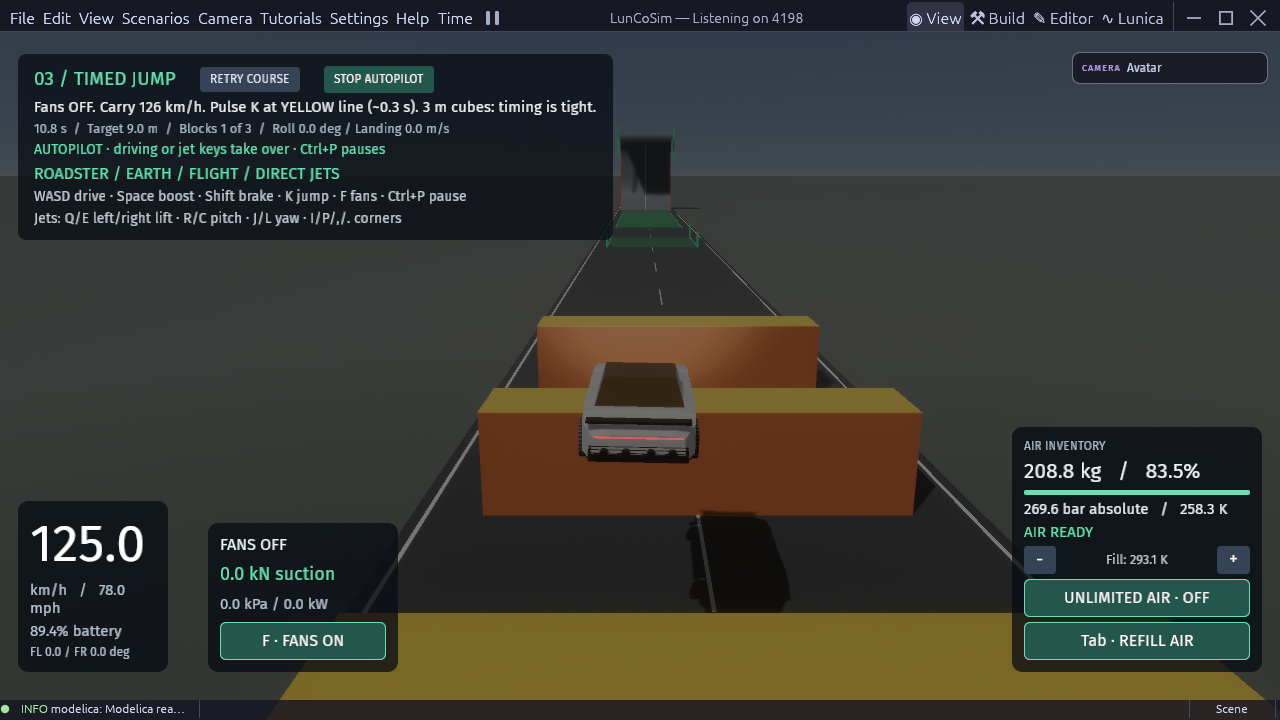 File Edit View Scenarios Camera Tutorials Settings Help Time
LunCoSim — Listening on 4198
View Build Editor Lunica
03 / TIMED JUMP RETRY COURSE STOP AUTOPILOT
Fans OFF. Carry 126 km/h. Pulse K at YELLOW line (~0.3 s). 3 m cubes: timing is tight.
10.8 s / Target 9.0 m / Blocks 1 of 3 / Roll 0.0 deg / Landing 0.0 m/s
AUTOPILOT · driving or jet keys take over · Ctrl+P pauses
ROADSTER / EARTH / FLIGHT / DIRECT JETS
WASD drive · Space boost · Shift brake · K jump · F fans · Ctrl+P pause
Jets: Q/E left/right lift · R/C pitch · J/L yaw · I/P/,/. corners
CAMERA Avatar
125.0
km/h / 78.0
mph
89.4% battery
FL 0.0 / FR 0.0 deg
FANS OFF
0.0 kN suction
0.0 kPa / 0.0 kW
F · FANS ON
AIR INVENTORY
208.8 kg / 83.5%
269.6 bar absolute / 258.3 K
AIR READY
- Fill: 293.1 K +
UNLIMITED AIR · OFF
Tab · REFILL AIR
INFO modelica: Modelica rea...
Scene